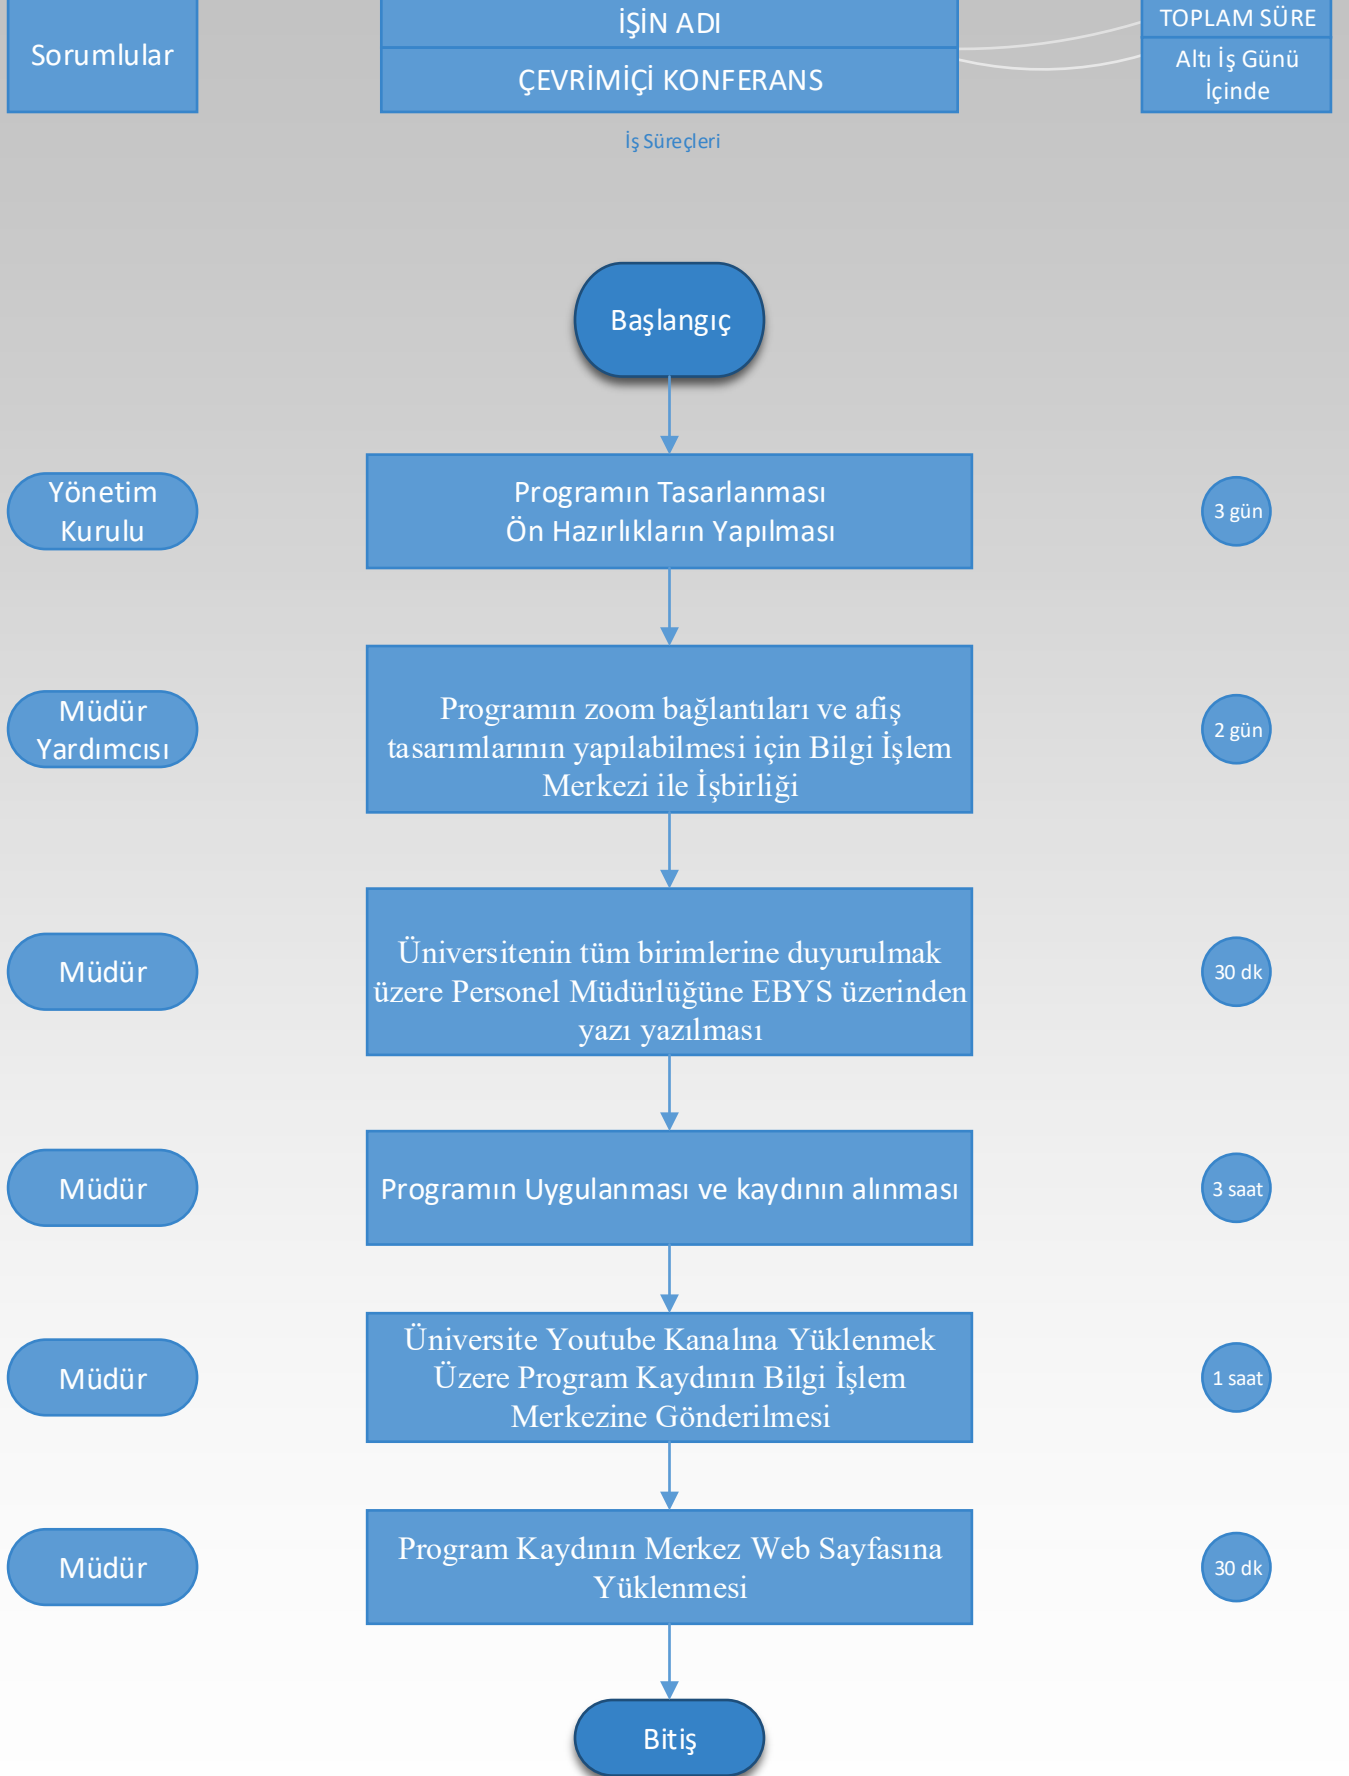 Sorumlular
İŞİN ADI
ÇEVRİMİÇİ KONFERANS
TOPLAM SÜRE
Altı İş Günü
İçinde
İş Süreçleri
Başlangıç
Yönetim
Kurulu
Programın Tasarlanması
Ön Hazırlıkların Yapılması
3 gün
Müdür
Yardımcısı
Programın zoom bağlantıları ve afiş
tasarımlarının yapılabilmesi için Bilgi İşlem
Merkezi ile İşbirliği
2 gün
Müdür
Üniversitenin tüm birimlerine duyurulmak
üzere Personel Müdürlüğüne EBYS üzerinden
yazı yazılması
30 dk
Müdür
Programın Uygulanması ve kaydının alınması
3 saat
Müdür
Üniversite Youtube Kanalına Yüklenmek
Üzere Program Kaydının Bilgi İşlem
Merkezine Gönderilmesi
1 saat
Müdür
Program Kaydının Merkez Web Sayfasına
Yüklenmesi
30 dk
Bitiş